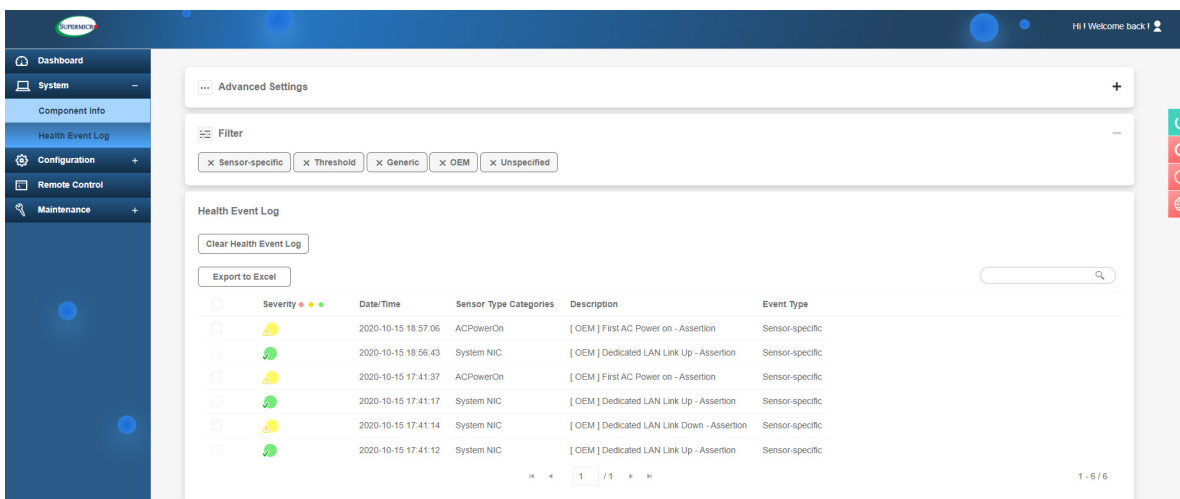 SUPERMICR
Hi ! Welcome back !
Dashboard
System −
Component Info
Health Event Log
Configuration +
Remote Control
Maintenance +
Advanced Settings +
Filter −
× Sensor-specific × Threshold × Generic × OEM × Unspecified
Health Event Log
Clear Health Event Log
Export to Excel
Severity Date/Time Sensor Type Categories Description Event Type
2020-10-15 18:57:06 ACPowerOn [ OEM ] First AC Power on - Assertion Sensor-specific
2020-10-15 18:56:43 System NIC [ OEM ] Dedicated LAN Link Up - Assertion Sensor-specific
2020-10-15 17:41:37 ACPowerOn [ OEM ] First AC Power on - Assertion Sensor-specific
2020-10-15 17:41:17 System NIC [ OEM ] Dedicated LAN Link Up - Assertion Sensor-specific
2020-10-15 17:41:14 System NIC [ OEM ] Dedicated LAN Link Down - Assertion Sensor-specific
2020-10-15 17:41:12 System NIC [ OEM ] Dedicated LAN Link Up - Assertion Sensor-specific
1 / 1
1 - 6 / 6